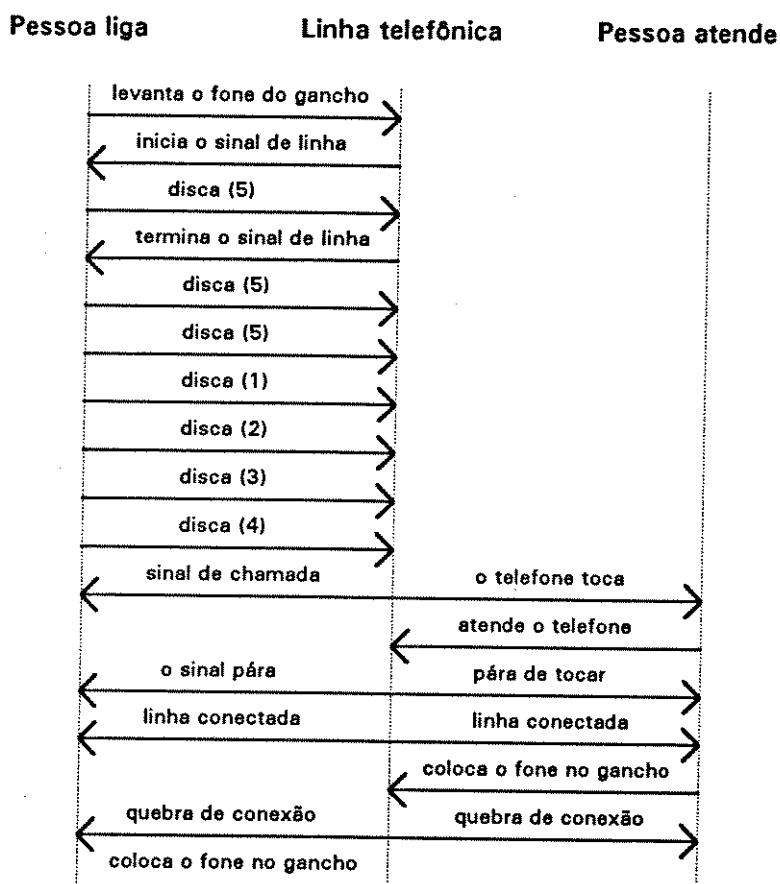 Pessoa liga Linha telefônica Pessoa atende
levanta o fone do gancho
inicia o sinal de linha
disca (5)
termina o sinal de linha
disca (5)
disca (5)
disca (1)
disca (2)
disca (3)
disca (4)
sinal de chamada o telefone toca
atende o telefone
o sinal pára pára de tocar
linha conectada linha conectada
coloca o fone no gancho
quebra de conexão quebra de conexão
coloca o fone no gancho